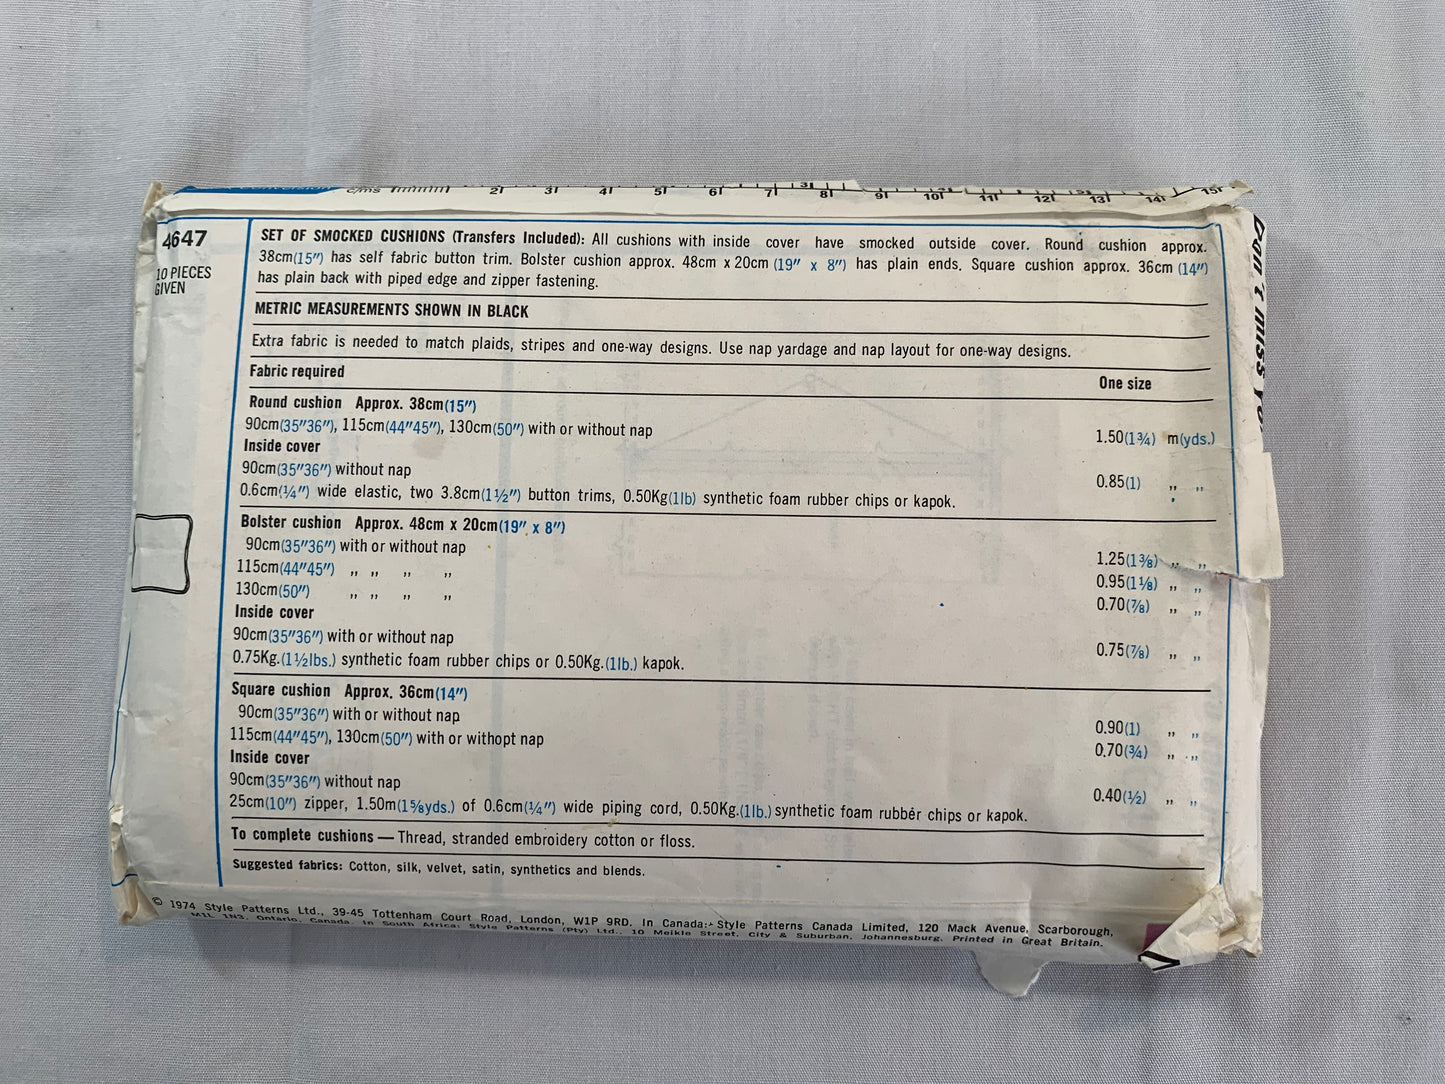 c/ms 2 3 4 5 6 7 8 9 10 11 12 13 14 15
4647
10 PIECES
GIVEN
SET OF SMOCKED CUSHIONS (Transfers Included): All cushions with inside cover have smocked outside cover. Round cushion approx.
38cm(15″) has self fabric button trim. Bolster cushion approx. 48cm x 20cm (19″ x 8″) has plain ends. Square cushion approx. 36cm (14″)
has plain back with piped edge and zipper fastening.
METRIC MEASUREMENTS SHOWN IN BLACK
Extra fabric is needed to match plaids, stripes and one-way designs. Use nap yardage and nap layout for one-way designs.
Fabric required One size
Round cushion Approx. 38cm(15″)
90cm(35″36″), 115cm(44″45″), 130cm(50″) with or without nap 1.50(1¾) m(yds.)
Inside cover
90cm(35″36″) without nap 0.85(1) ,, ,,
0.6cm(¼″) wide elastic, two 3.8cm(1½″) button trims, 0.50Kg(1lb) synthetic foam rubber chips or kapok.
Bolster cushion Approx. 48cm x 20cm(19″ x 8″)
90cm(35″36″) with or without nap 1.25(1⅜) ,, ,,
115cm(44″45″) ,, ,, ,, ,, 0.95(1⅛) ,, ,,
130cm(50″) ,, ,, ,, ,, 0.70(⅞) ,, ,,
Inside cover
90cm(35″36″) with or without nap 0.75(⅞) ,, ,,
0.75Kg.(1½lbs.) synthetic foam rubber chips or 0.50Kg.(1lb.) kapok.
Square cushion Approx. 36cm(14″)
90cm(35″36″) with or without nap 0.90(1) ,, ,,
115cm(44″45″), 130cm(50″) with or withopt nap 0.70(¾) ,, ,,
Inside cover
90cm(35″36″) without nap 0.40(½) ,, ,,
25cm(10″) zipper, 1.50m(1⅝yds.) of 0.6cm(¼″) wide piping cord, 0.50Kg.(1lb.) synthetic foam rubber chips or kapok.
To complete cushions — Thread, stranded embroidery cotton or floss.
Suggested fabrics: Cotton, silk, velvet, satin, synthetics and blends.
© 1974 Style Patterns Ltd., 39-45 Tottenham Court Road, London, W1P 9RD. In Canada: Style Patterns Canada Limited, 120 Mack Avenue, Scarborough,
M1L 1N3, Ontario, Canada. In South Africa: Style Patterns (Pty) Ltd., 10 Meikle Street, City & Suburban, Johannesburg. Printed in Great Britain.
Don't miss